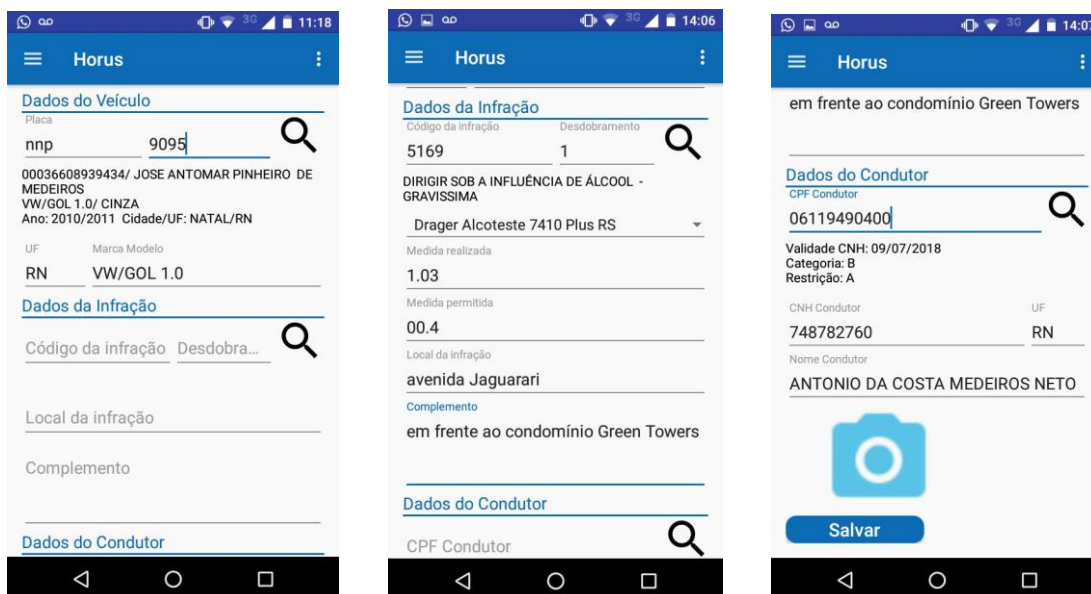 3G 11:18
Horus
Dados do Veículo
Placa
nnp 9095
00036608939434/ JOSE ANTOMAR PINHEIRO DE
MEDEIROS
VW/GOL 1.0/ CINZA
Ano: 2010/2011 Cidade/UF: NATAL/RN
UF Marca Modelo
RN VW/GOL 1.0
Dados da Infração
Código da infração Desdobra...
Local da infração
Complemento
Dados do Condutor
3G 14:06
Horus
Dados da Infração
Código da infração Desdobramento
5169 1
DIRIGIR SOB A INFLUÊNCIA DE ÁLCOOL -
GRAVISSIMA
Drager Alcoteste 7410 Plus RS
Medida realizada
1.03
Medida permitida
00.4
Local da infração
avenida Jaguarari
Complemento
em frente ao condomínio Green Towers
Dados do Condutor
CPF Condutor
3G 14:07
Horus
em frente ao condomínio Green Towers
Dados do Condutor
CPF Condutor
06119490400
Validade CNH: 09/07/2018
Categoria: B
Restrição: A
CNH Condutor UF
748782760 RN
Nome Condutor
ANTONIO DA COSTA MEDEIROS NETO
Salvar